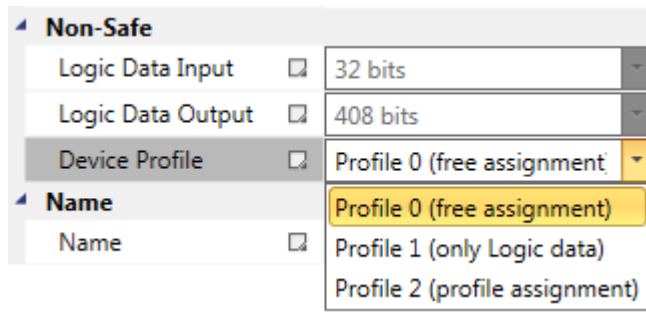 Non-Safe
Logic Data Input 32 bits
Logic Data Output 408 bits
Device Profile Profile 0 (free assignment)
Name Profile 0 (free assignment)
Name Profile 1 (only Logic data)
Profile 2 (profile assignment)